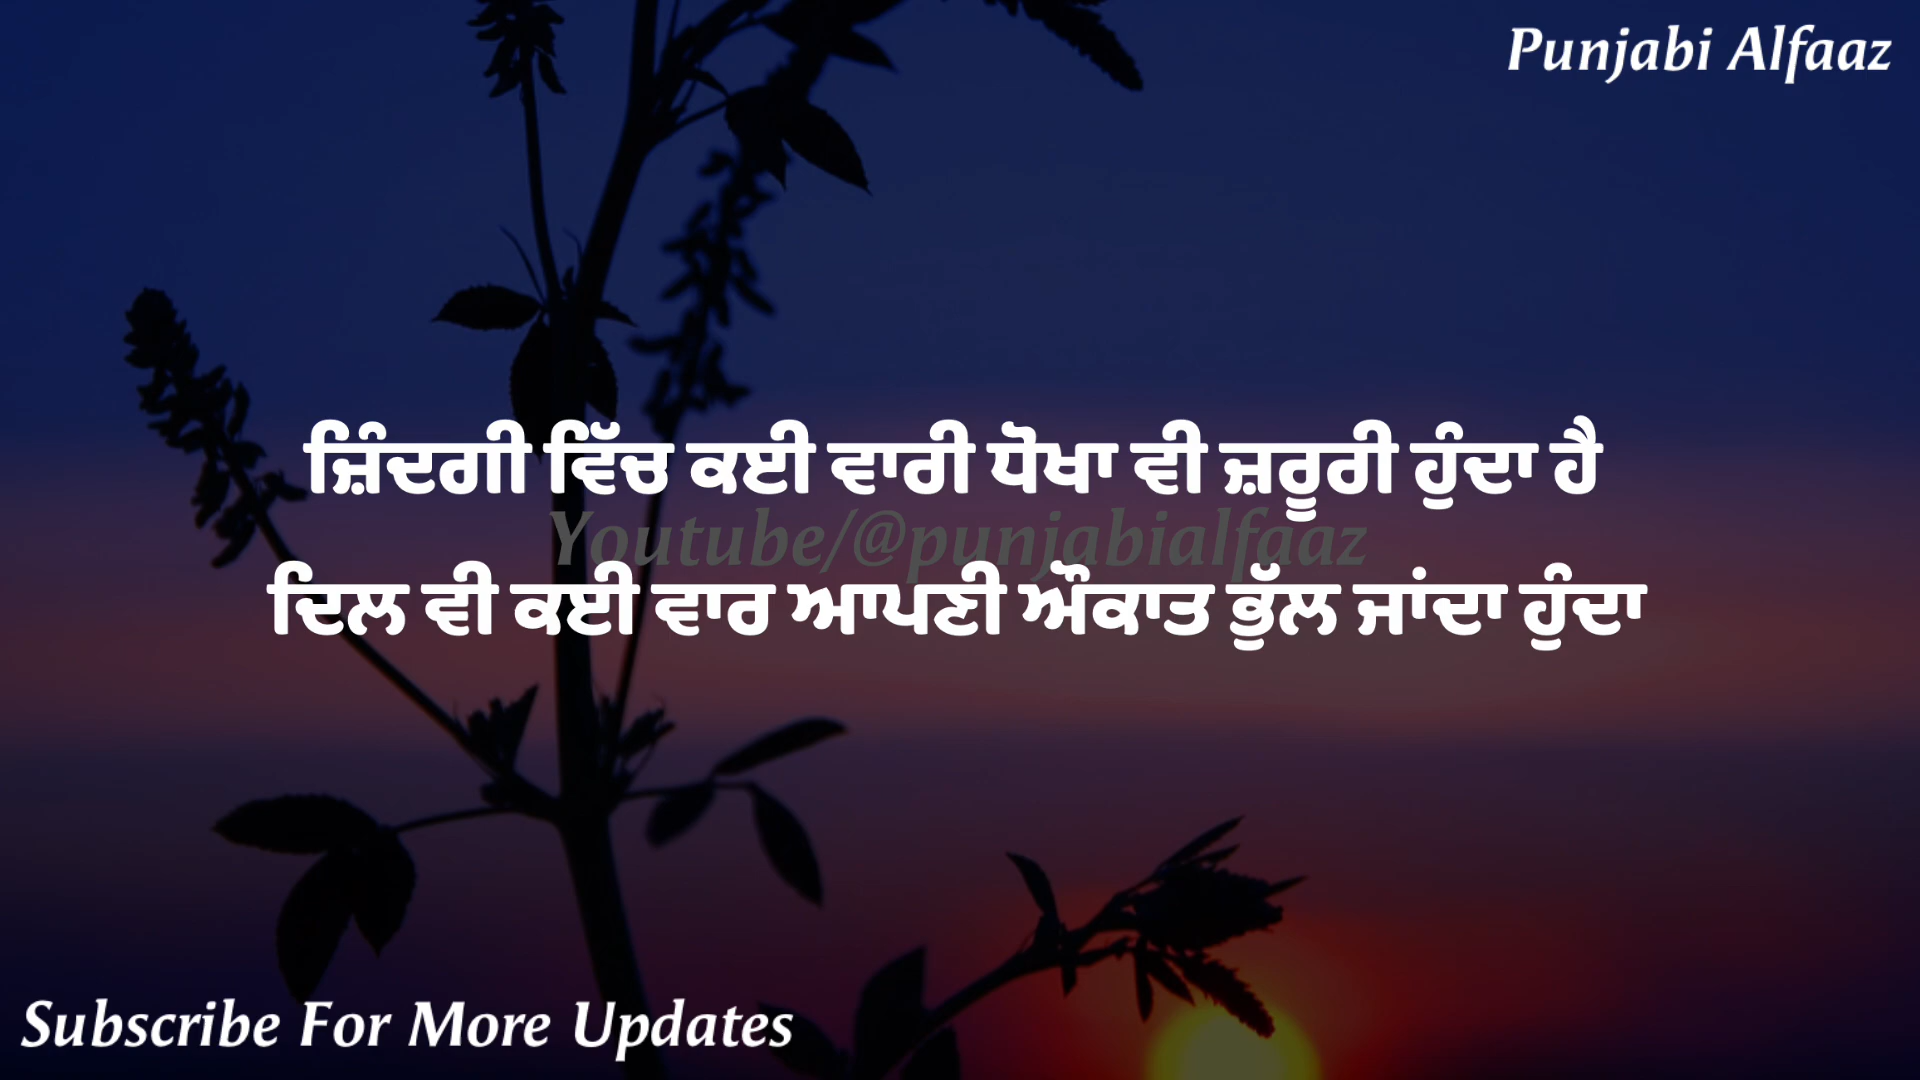 Punjabi Alfaaz
ਜ਼ਿੰਦਗੀ ਵਿੱਚ ਕਈ ਵਾਰੀ ਧੋਖਾ ਵੀ ਜ਼ਰੂਰੀ ਹੁੰਦਾ ਹੈ
Youtube/@punjabialfaaz
ਦਿਲ ਵੀ ਕਈ ਵਾਰ ਆਪਣੀ ਔਕਾਤ ਭੁੱਲ ਜਾਂਦਾ ਹੁੰਦਾ
Subscribe For More Updates